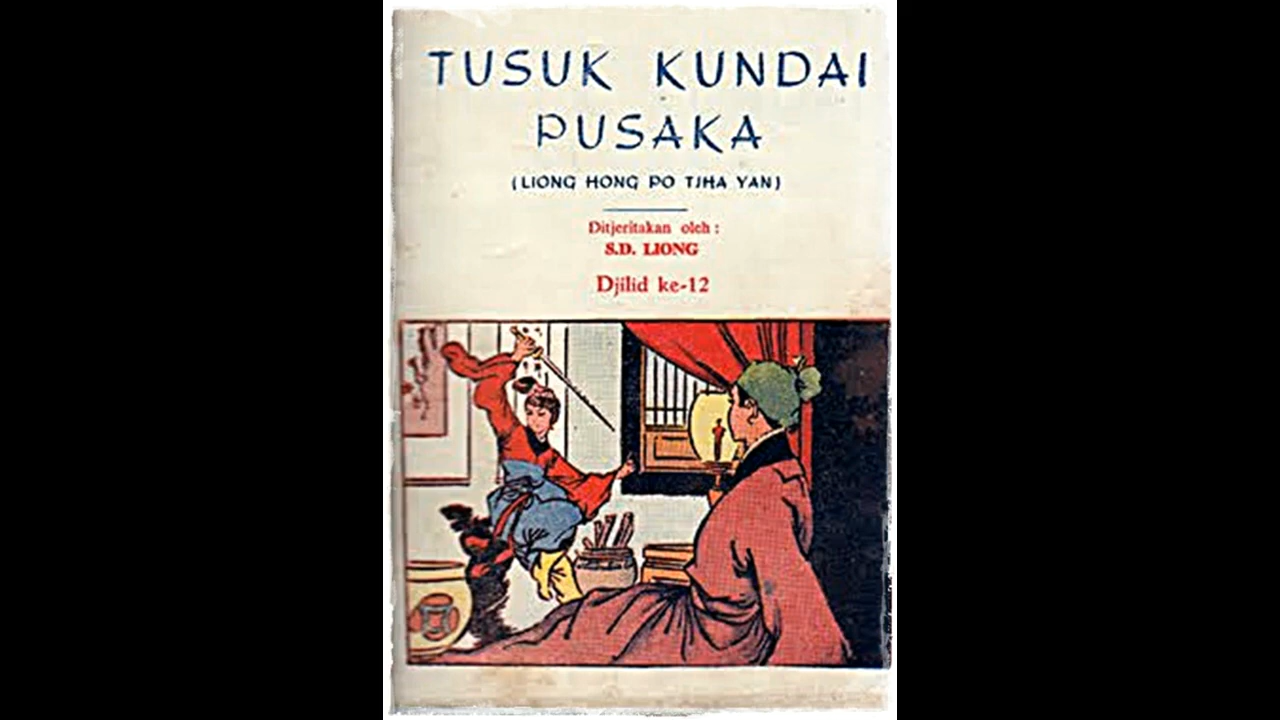 TUSUK KUNDAI
PUSAKA
(LIONG HONG PO TJHA YAN)
Ditjeritakan oleh :
S.D. LIONG
Djilid ke-12